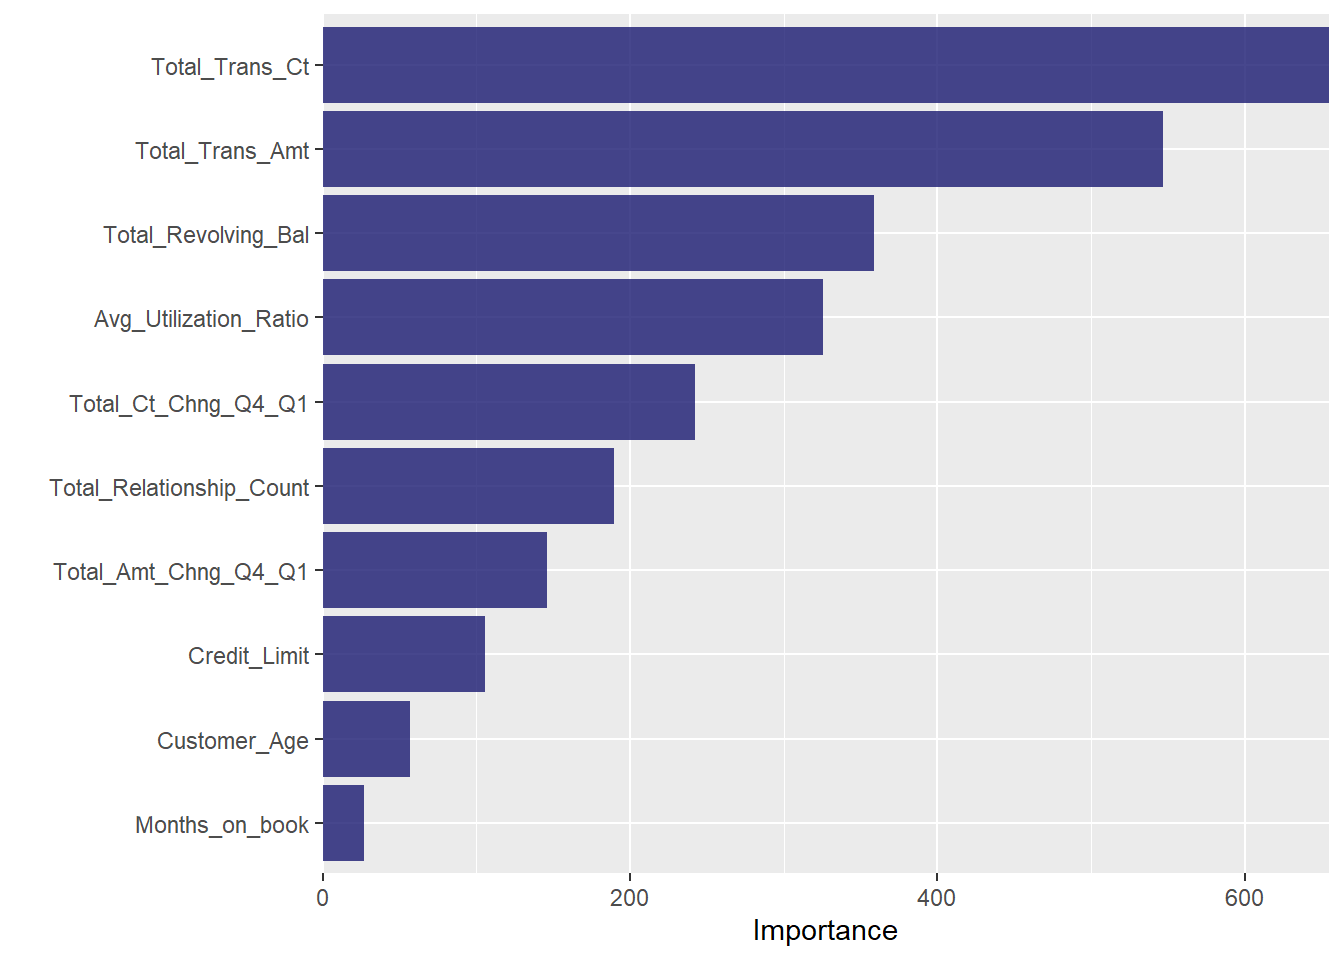 Total_Trans_Ct
Total_Trans_Amt
Total_Revolving_Bal
Avg_Utilization_Ratio
Total_Ct_Chng_Q4_Q1
Total_Relationship_Count
Total_Amt_Chng_Q4_Q1
Credit_Limit
Customer_Age
Months_on_book
0 200 400 600
Importance